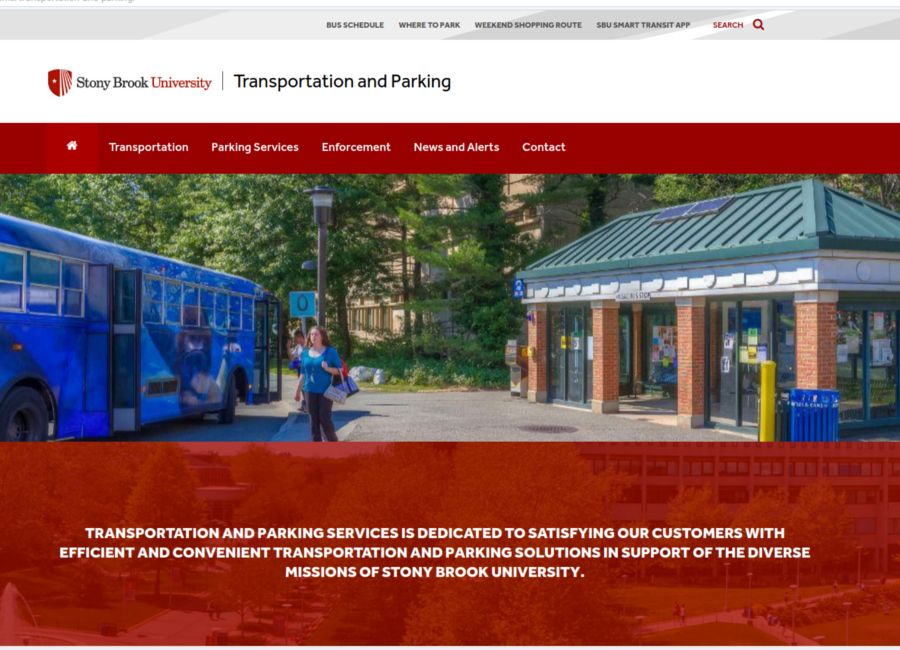 BUS SCHEDULE WHERE TO PARK WEEKEND SHOPPING ROUTE SBU SMART TRANSIT APP SEARCH
Stony Brook University Transportation and Parking
Transportation Parking Services Enforcement News and Alerts Contact
TRANSPORTATION AND PARKING SERVICES IS DEDICATED TO SATISFYING OUR CUSTOMERS WITH
EFFICIENT AND CONVENIENT TRANSPORTATION AND PARKING SOLUTIONS IN SUPPORT OF THE DIVERSE
MISSIONS OF STONY BROOK UNIVERSITY.